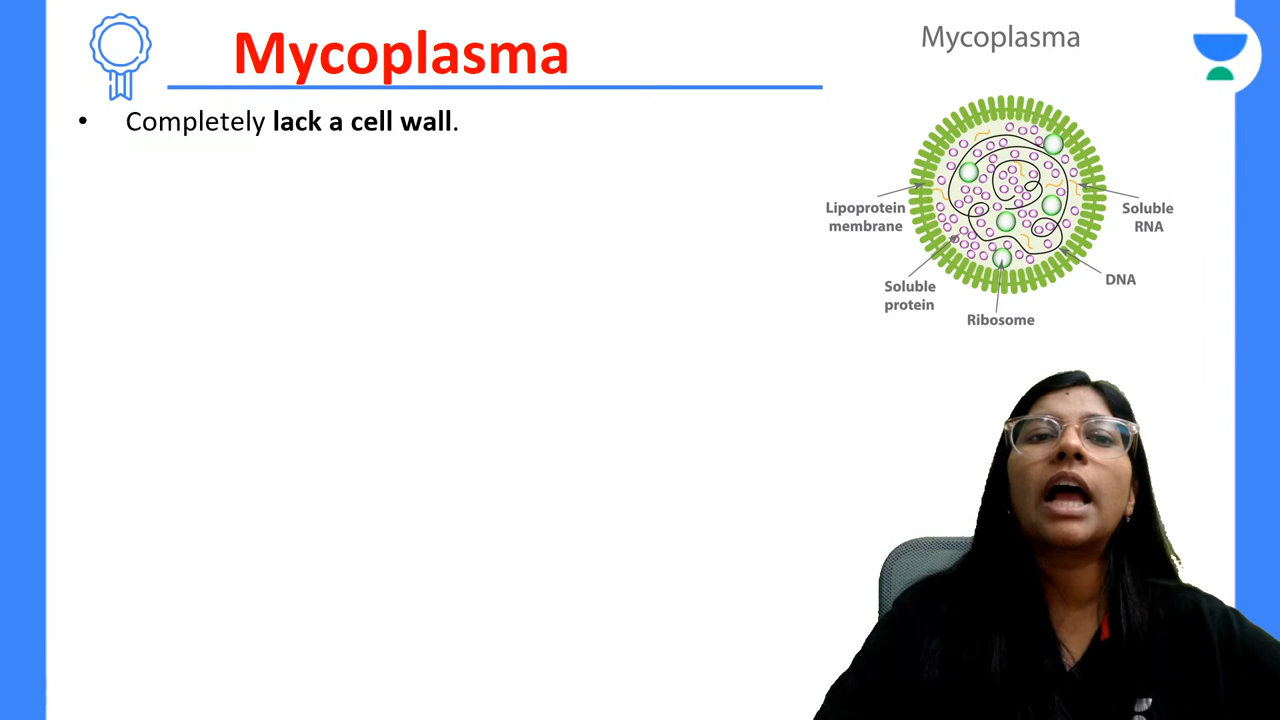 Mycoplasma
Mycoplasma
• Completely lack a cell wall.
Lipoprotein
membrane
Soluble
RNA
Soluble
protein
DNA
Ribosome